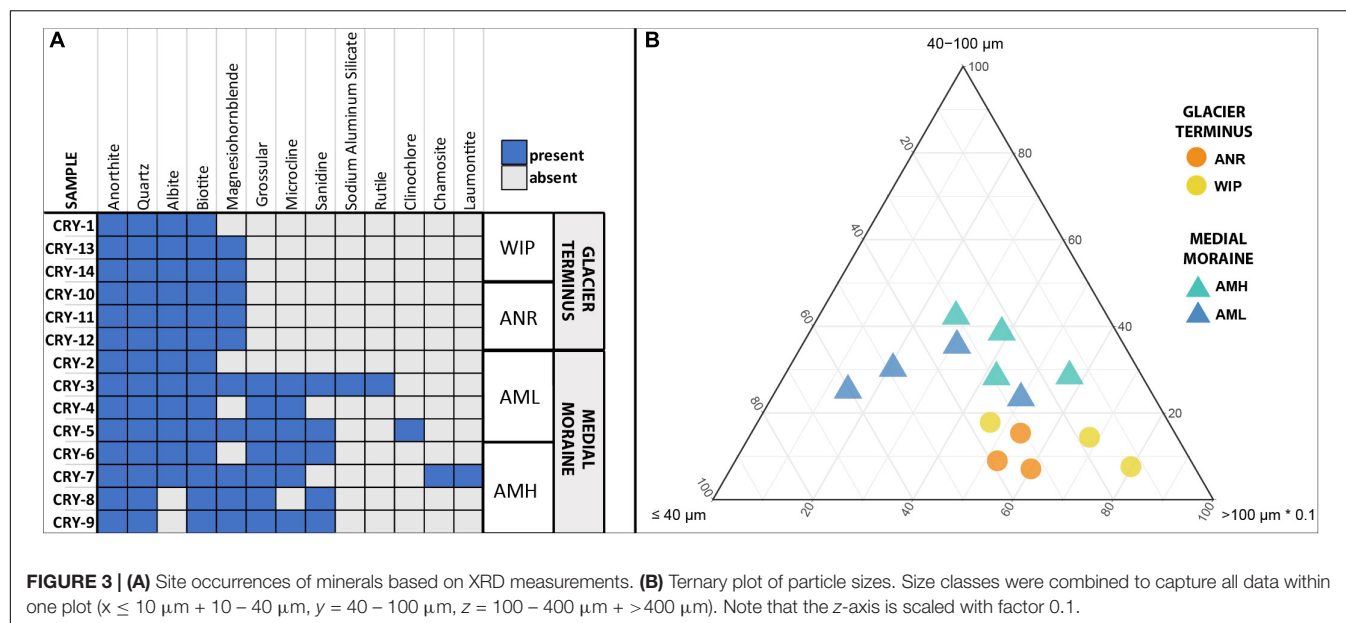 A
SAMPLE
Anorthite
Quartz
Albite
Biotite
Magnesiohornblende
Grossular
Microcline
Sanidine
Sodium Aluminum Silicate
Rutile
Clinochlore
Chamosite
Laumontite
present
absent
CRY-1
CRY-13
CRY-14
CRY-10
CRY-11
CRY-12
CRY-2
CRY-3
CRY-4
CRY-5
CRY-6
CRY-7
CRY-8
CRY-9
WIP
ANR
AML
AMH
GLACIER
TERMINUS
MEDIAL
MORAINE
B
40–100 µm
100
80
60
40
20
20
40
60
80
100
20
40
60
80
100
≤ 40 µm
>100 µm * 0.1
GLACIER
TERMINUS
ANR
WIP
MEDIAL
MORAINE
AMH
AML
FIGURE 3 | (A) Site occurrences of minerals based on XRD measurements. (B) Ternary plot of particle sizes. Size classes were combined to capture all data within
one plot (x ≤ 10 µm + 10 – 40 µm, y = 40 – 100 µm, z = 100 – 400 µm + >400 µm). Note that the z-axis is scaled with factor 0.1.